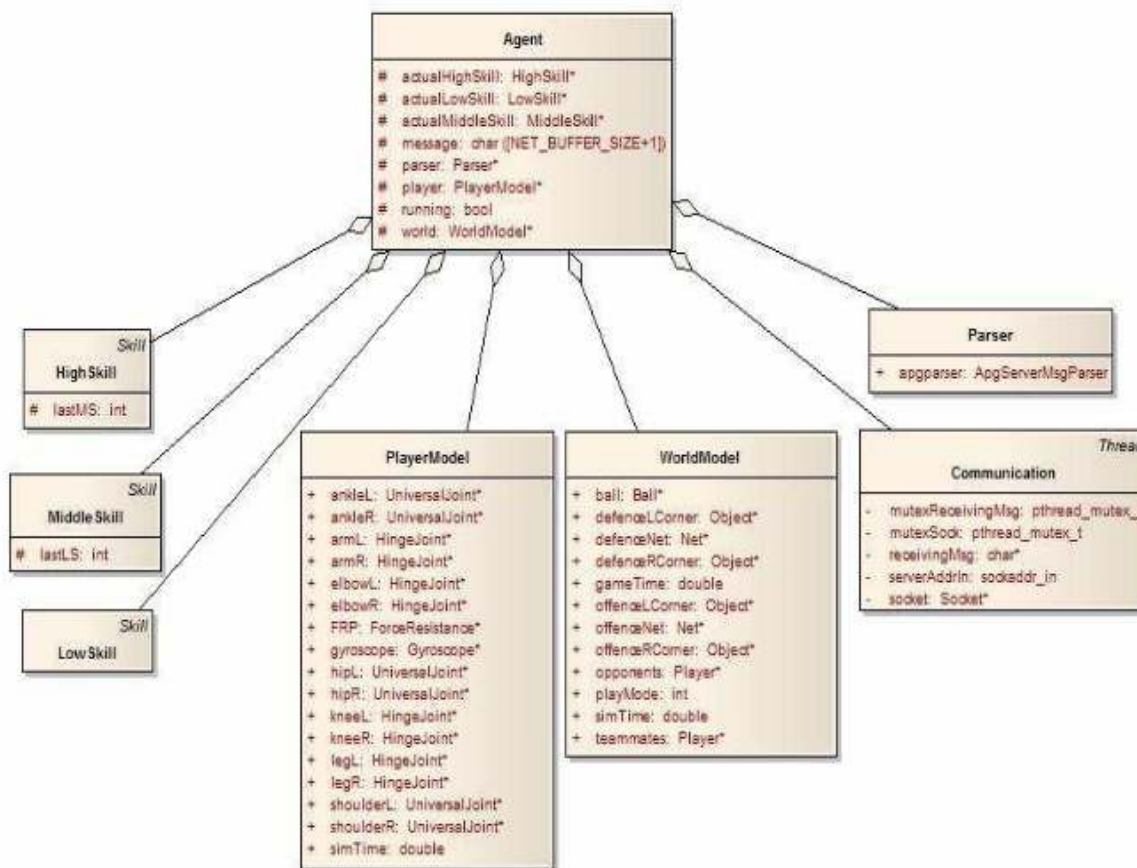 Agent
# actualHighSkill: HighSkill*
# actualLowSkill: LowSkill*
# actualMiddleSkill: MiddleSkill*
# message: char ([NET_BUFFER_SIZE+1])
# parser: Parser*
# player: PlayerModel*
# running: bool
# world: WorldModel*
Skill
HighSkill
# lastMS: int
Skill
MiddleSkill
# lastLS: int
Skill
LowSkill
PlayerModel
+ ankleL: UniversalJoint*
+ ankleR: UniversalJoint*
+ armL: HingeJoint*
+ armR: HingeJoint*
+ elbowL: HingeJoint*
+ elbowR: HingeJoint*
+ FRP: ForceResistance*
+ gyroscope: Gyroscope*
+ hipL: UniversalJoint*
+ hipR: UniversalJoint*
+ kneeL: HingeJoint*
+ kneeR: HingeJoint*
+ legL: HingeJoint*
+ legR: HingeJoint*
+ shoulderL: UniversalJoint*
+ shoulderR: UniversalJoint*
+ simTime: double
WorldModel
+ ball: Ball*
+ defenceLCorner: Object*
+ defenceNet: Net*
+ defenceRCorner: Object*
+ gameTime: double
+ offenceLCorner: Object*
+ offenceNet: Net*
+ offenceRCorner: Object*
+ opponents: Player*
+ playMode: int
+ simTime: double
+ teammates: Player*
Parser
+ apgparser: ApgServerMsgParser
Thread
Communication
- mutexReceivingMsg: pthread_mutex_
- mutexSock: pthread_mutex_t
- receivingMsg: char*
- serverAddrIn: sockaddr_in
- socket: Socket*